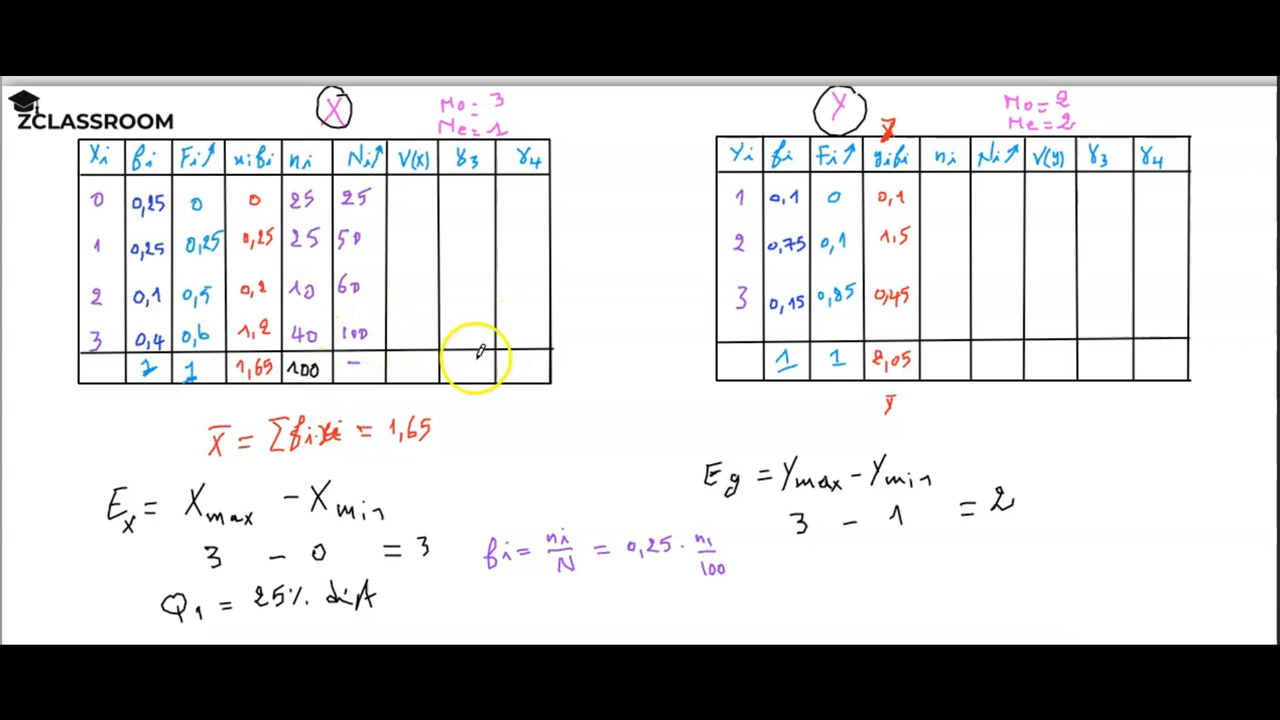 ZCLASSROOM
X
Mo = 3
Me = 1
Xi fi Fi↗ xifi ni Ni↗ V(x) γ3 γ4
0 0,25 0 0 25 25
1 0,25 0,25 0,25 25 50
2 0,1 0,5 0,2 10 60
3 0,4 0,6 1,2 40 100
1 1 1,65 100 -
X̄ = ∑fi.xi = 1,65
Ex = Xmax - Xmin
3 - 0 = 3
Q1 = 25% dist
fi = ni/N = 0,25 . n1/100
Y
Mo = 2
Me = 2
Yi fi Fi↗ yifi ni Ni↗ V(y) γ3 γ4
1 0,1 0 0,1
2 0,75 0,1 1.5
3 0,15 0,85 0,45
1 1 2,05
ȳ
Ey = Ymax - Ymin
3 - 1 = 2